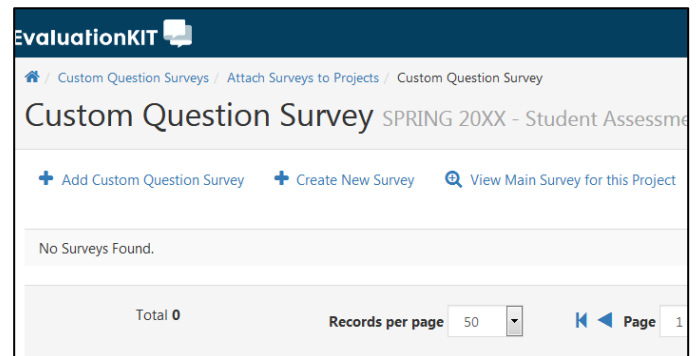 EvaluationKIT
/ Custom Question Surveys / Attach Surveys to Projects / Custom Question Survey
Custom Question Survey SPRING 20XX - Student Assessme
+ Add Custom Question Survey + Create New Survey View Main Survey for this Project
No Surveys Found.
Total 0 Records per page 50 Page 1